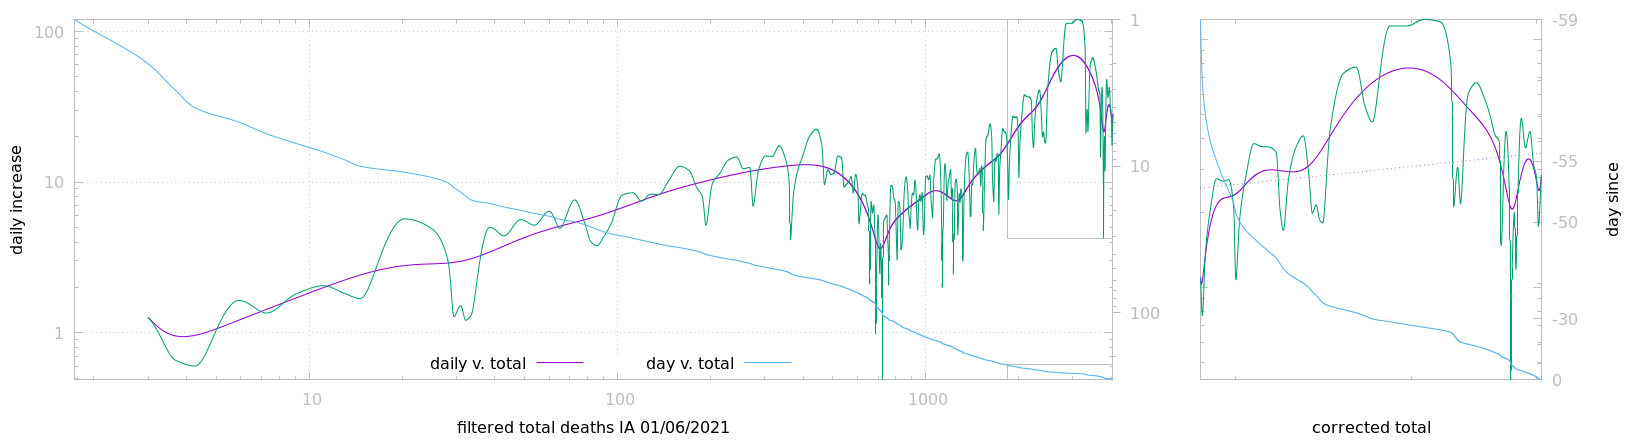 100
10
1
daily increase
10
100
1000
filtered total deaths IA 01/06/2021
daily v. total
day v. total
1
10
100
-59
-55
-50
-30
0
day since
corrected total